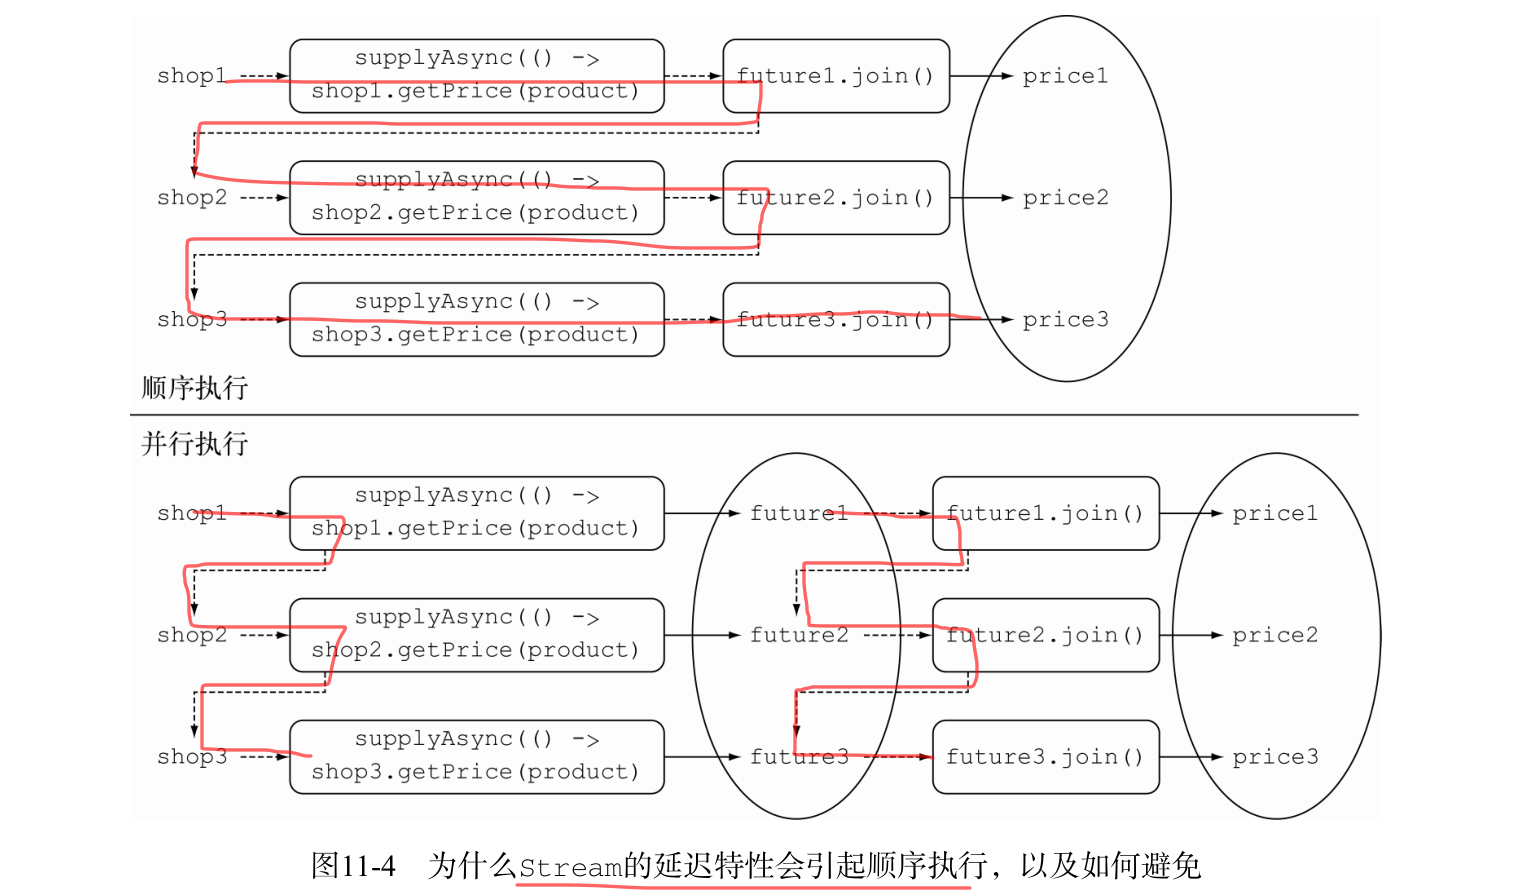 supplyAsync(() ->
shop1 shop1.getPrice(product) future1.join() price1
supplyAsync(() ->
shop2 shop2.getPrice(product) future2.join() price2
supplyAsync(() ->
shop3 shop3.getPrice(product) future3.join() price3
顺序执行
并行执行
supplyAsync(() ->
shop1 shop1.getPrice(product) future1 future1.join() price1
supplyAsync(() ->
shop2 shop2.getPrice(product) future2 future2.join() price2
supplyAsync(() ->
shop3 shop3.getPrice(product) future3 future3.join() price3
图11-4 为什么Stream的延迟特性会引起顺序执行，以及如何避免